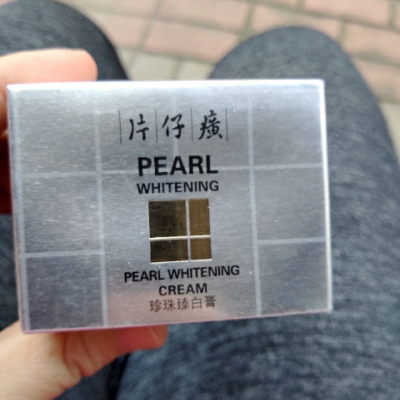 片仔癀
PEARL
WHITENING
PEARL WHITENING
CREAM
珍珠臻白膏